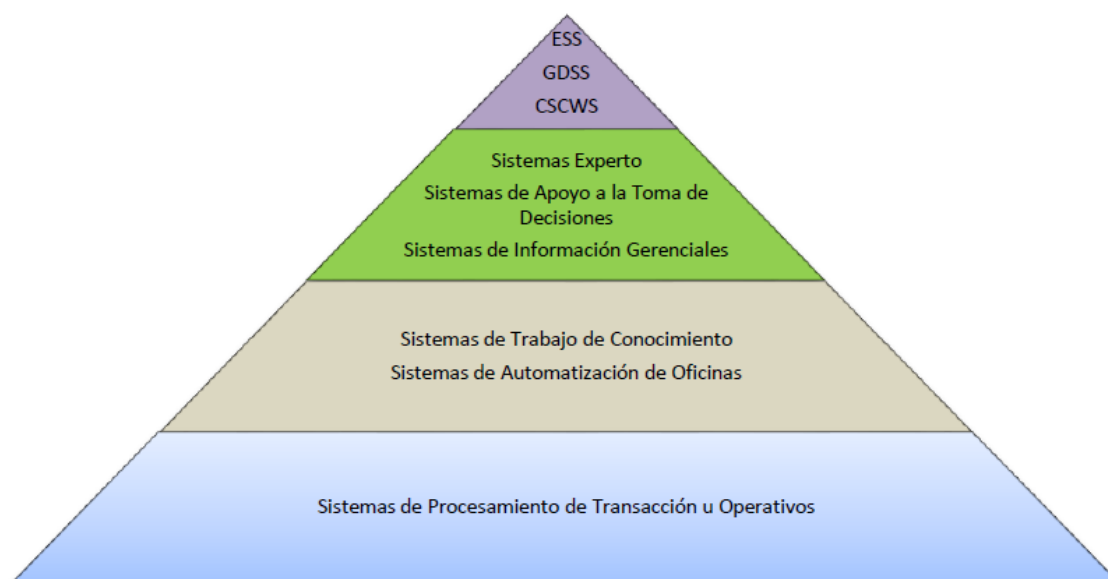 ESS
GDSS
CSCWS
Sistemas Experto
Sistemas de Apoyo a la Toma de
Decisiones
Sistemas de Información Gerenciales
Sistemas de Trabajo de Conocimiento
Sistemas de Automatización de Oficinas
Sistemas de Procesamiento de Transacción u Operativos